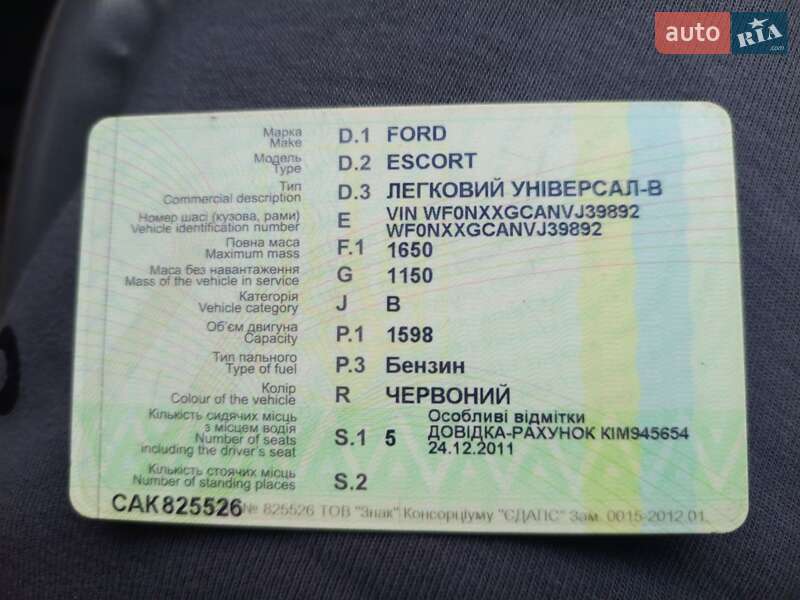 auto RIA .com
Марка D.1 FORD
Make
Модель D.2 ESCORT
Type
Тип D.3 ЛЕГКОВИЙ УНІВЕРСАЛ-В
Commercial description
Номер шасі (кузова, рами) E VIN WF0NXXGCANVJ39892
Vehicle identification number WF0NXXGCANVJ39892
Повна маса F.1 1650
Maximum mass
Маса без навантаження G 1150
Mass of the vehicle in service
Категорія J B
Vehicle category
Об'єм двигуна P.1 1598
Capacity
Тип пального P.3 Бензин
Type of fuel
Колір R ЧЕРВОНИЙ
Colour of the vehicle
Кількість сидячих місць Особливі відмітки
з місцем водія S.1 5 ДОВІДКА-РАХУНОК КІМ945654
Number of seats 24.12.2011
including the driver's seat
Кількість стоячих місць S.2
Number of standing places
САК825526 № 825526 ТОВ "Знак" Консорціуму "ЄДАПС" Зам. 0015-2012.01.